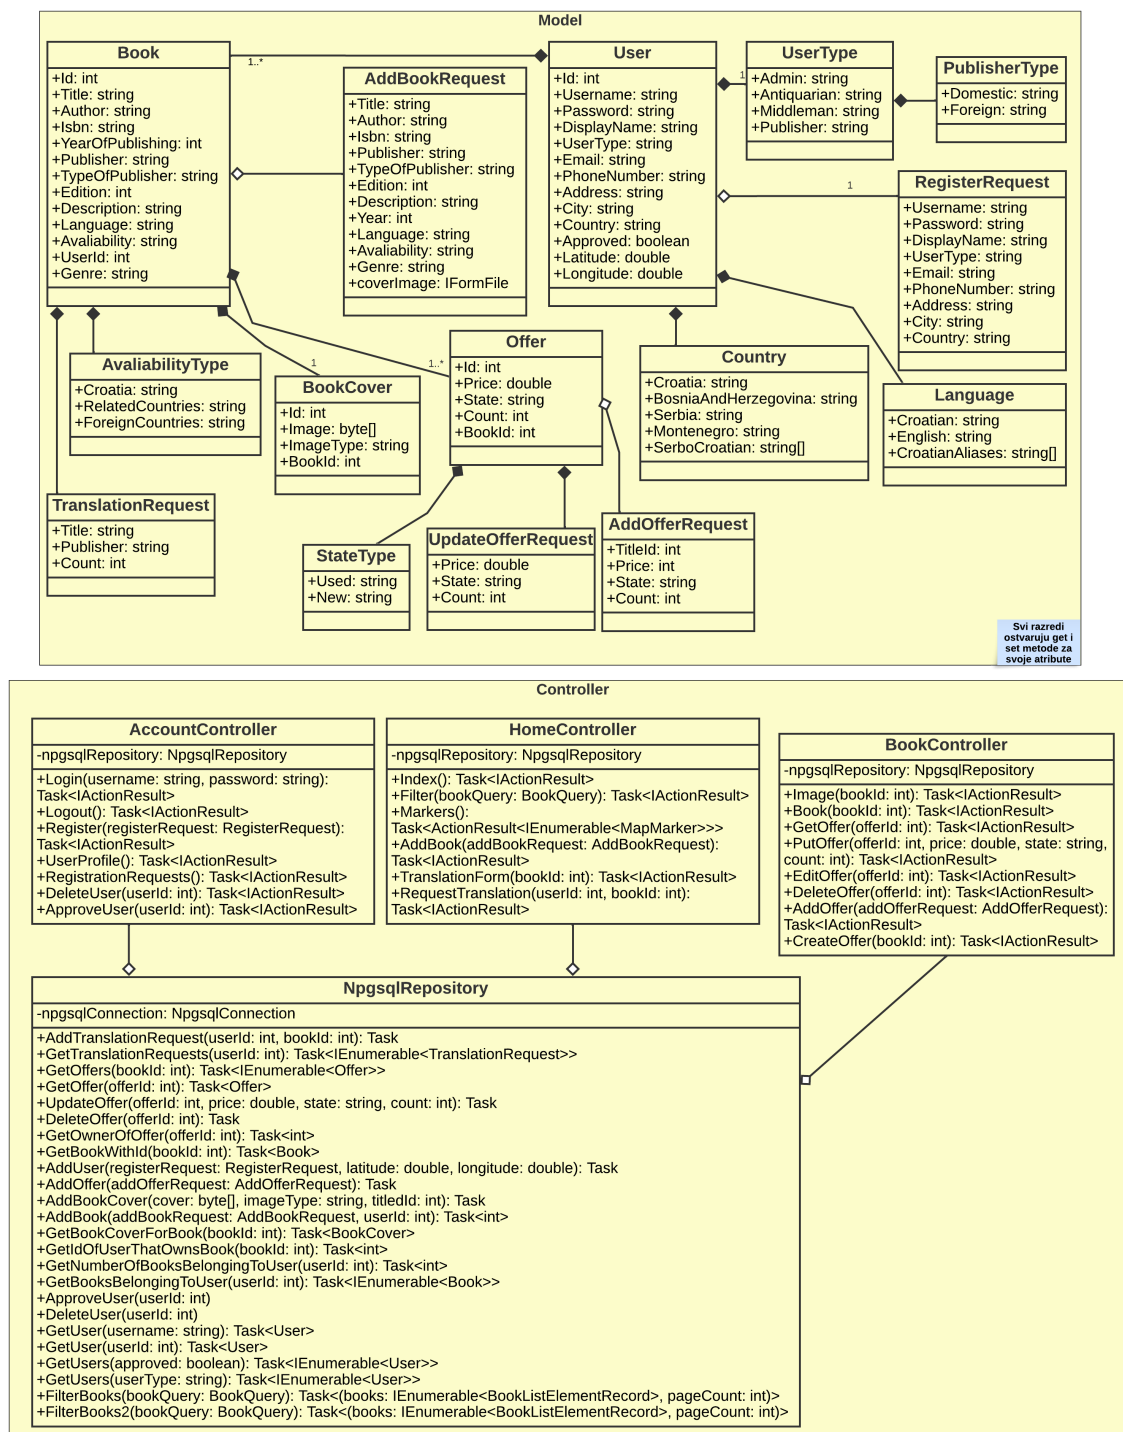 Model
Book
+Id: int
+Title: string
+Author: string
+Isbn: string
+YearOfPublishing: int
+Publisher: string
+TypeOfPublisher: string
+Edition: int
+Description: string
+Language: string
+Avaliability: string
+UserId: int
+Genre: string
1..*
AddBookRequest
+Title: string
+Author: string
+Isbn: string
+Publisher: string
+TypeOfPublisher: string
+Edition: int
+Description: string
+Year: int
+Language: string
+Avaliability: string
+Genre: string
+coverImage: IFormFile
User
+Id: int
+Username: string
+Password: string
+DisplayName: string
+UserType: string
+Email: string
+PhoneNumber: string
+Address: string
+City: string
+Country: string
+Approved: boolean
+Latitude: double
+Longitude: double
1
UserType
+Admin: string
+Antiquarian: string
+Middleman: string
+Publisher: string
PublisherType
+Domestic: string
+Foreign: string
1
RegisterRequest
+Username: string
+Password: string
+DisplayName: string
+UserType: string
+Email: string
+PhoneNumber: string
+Address: string
+City: string
+Country: string
AvaliabilityType
+Croatia: string
+RelatedCountries: string
+ForeignCountries: string
1
BookCover
+Id: int
+Image: byte[]
+ImageType: string
+BookId: int
1..*
Offer
+Id: int
+Price: double
+State: string
+Count: int
+BookId: int
Country
+Croatia: string
+BosniaAndHerzegovina: string
+Serbia: string
+Montenegro: string
+SerboCroatian: string[]
Language
+Croatian: string
+English: string
+CroatianAliases: string[]
TranslationRequest
+Title: string
+Publisher: string
+Count: int
StateType
+Used: string
+New: string
UpdateOfferRequest
+Price: double
+State: string
+Count: int
AddOfferRequest
+TitleId: int
+Price: int
+State: string
+Count: int
Svi razredi
ostvaruju get i
set metode za
svoje atribute
Controller
AccountController
-npgsqlRepository: NpgsqlRepository
+Login(username: string, password: string):
Task<IActionResult>
+Logout(): Task<IActionResult>
+Register(registerRequest: RegisterRequest):
Task<IActionResult>
+UserProfile(): Task<IActionResult>
+RegistrationRequests(): Task<IActionResult>
+DeleteUser(userId: int): Task<IActionResult>
+ApproveUser(userId: int): Task<IActionResult>
HomeController
-npgsqlRepository: NpgsqlRepository
+Index(): Task<IActionResult>
+Filter(bookQuery: BookQuery): Task<IActionResult>
+Markers():
Task<ActionResult<IEnumerable<MapMarker>>>
+AddBook(addBookRequest: AddBookRequest):
Task<IActionResult>
+TranslationForm(bookId: int): Task<IActionResult>
+RequestTranslation(userId: int, bookId: int):
Task<IActionResult>
BookController
-npgsqlRepository: NpgsqlRepository
+Image(bookId: int): Task<IActionResult>
+Book(bookId: int): Task<IActionResult>
+GetOffer(offerId: int): Task<IActionResult>
+PutOffer(offerId: int, price: double, state: string,
count: int): Task<IActionResult>
+EditOffer(offerId: int): Task<IActionResult>
+DeleteOffer(offerId: int): Task<IActionResult>
+AddOffer(addOfferRequest: AddOfferRequest):
Task<IActionResult>
+CreateOffer(bookId: int): Task<IActionResult>
NpgsqlRepository
-npgsqlConnection: NpgsqlConnection
+AddTranslationRequest(userId: int, bookId: int): Task
+GetTranslationRequests(userId: int): Task<IEnumerable<TranslationRequest>>
+GetOffers(bookId: int): Task<IEnumerable<Offer>>
+GetOffer(offerId: int): Task<Offer>
+UpdateOffer(offerId: int, price: double, state: string, count: int): Task
+DeleteOffer(offerId: int): Task
+GetOwnerOfOffer(offerId: int): Task<int>
+GetBookWithId(bookId: int): Task<Book>
+AddUser(registerRequest: RegisterRequest, latitude: double, longitude: double): Task
+AddOffer(addOfferRequest: AddOfferRequest): Task
+AddBookCover(cover: byte[], imageType: string, titledId: int): Task
+AddBook(addBookRequest: AddBookRequest, userId: int): Task<int>
+GetBookCoverForBook(bookId: int): Task<BookCover>
+GetIdOfUserThatOwnsBook(bookId: int): Task<int>
+GetNumberOfBooksBelongingToUser(userId: int): Task<int>
+GetBooksBelongingToUser(userId: int): Task<IEnumerable<Book>>
+ApproveUser(userId: int)
+DeleteUser(userId: int)
+GetUser(username: string): Task<User>
+GetUser(userId: int): Task<User>
+GetUsers(approved: boolean): Task<IEnumerable<User>>
+GetUsers(userType: string): Task<IEnumerable<User>>
+FilterBooks(bookQuery: BookQuery): Task<(books: IEnumerable<BookListElementRecord>, pageCount: int)>
+FilterBooks2(bookQuery: BookQuery): Task<(books: IEnumerable<BookListElementRecord>, pageCount: int)>